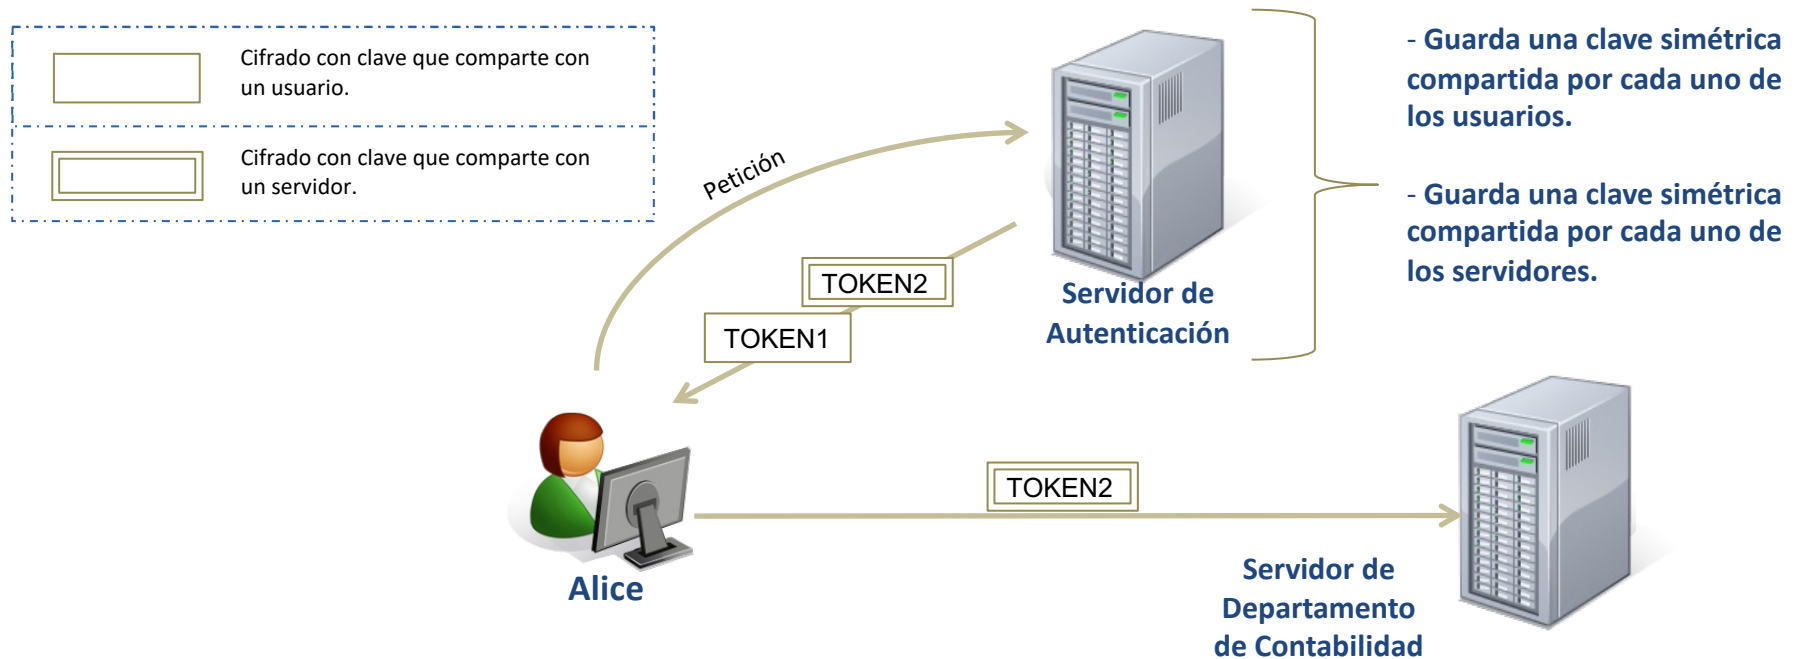 Cifrado con clave que comparte con
un usuario.
Cifrado con clave que comparte con
un servidor.
Petición
TOKEN2
TOKEN1
Servidor de
Autenticación
- Guarda una clave simétrica
compartida por cada uno de
los usuarios.
- Guarda una clave simétrica
compartida por cada uno de
los servidores.
Alice
TOKEN2
Servidor de
Departamento
de Contabilidad